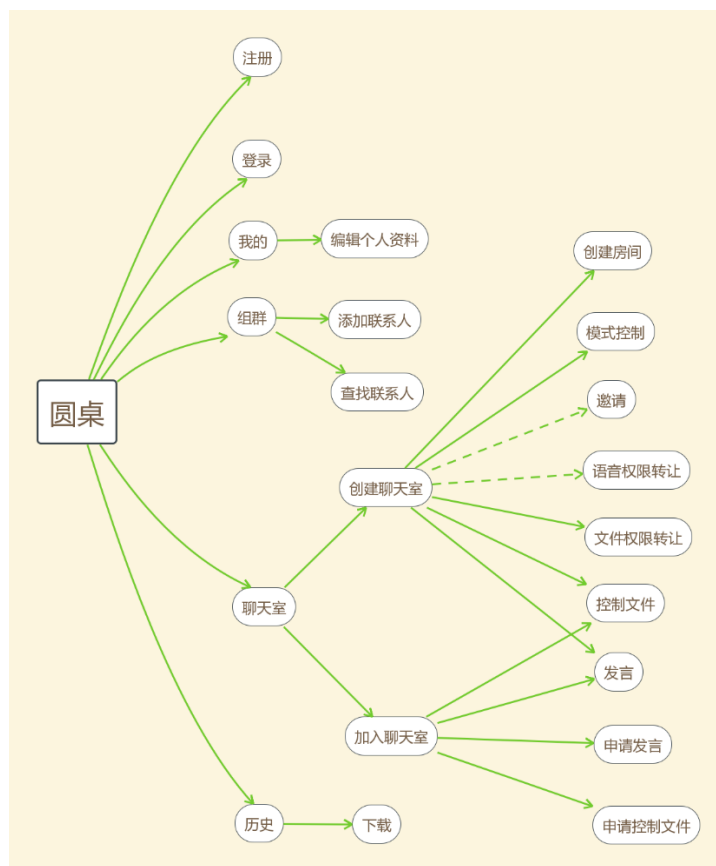 注册
登录
我的
编辑个人资料
创建房间
组群
添加联系人
模式控制
圆桌
查找联系人
邀请
创建聊天室
语音权限转让
文件权限转让
聊天室
控制文件
发言
加入聊天室
申请发言
历史
下载
申请控制文件